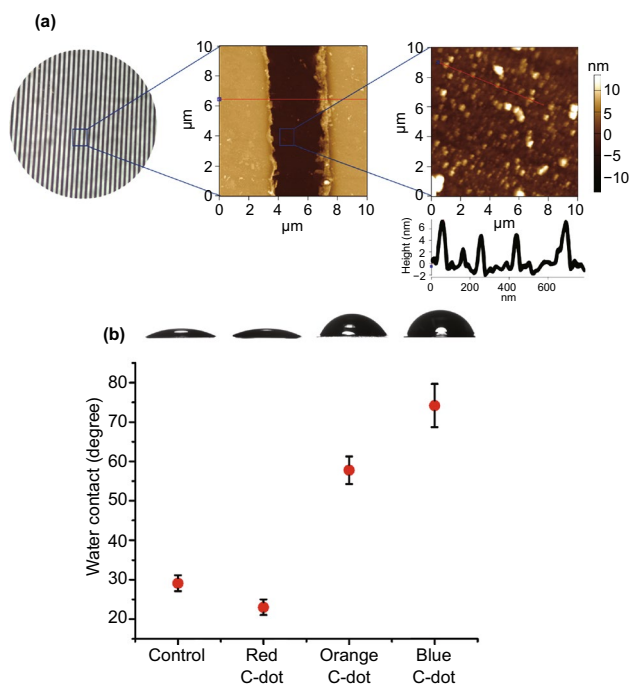 (a)
10
8
6
4
2
0
µm
0 2 4 6 8 10
µm
10
8
6
4
2
0
µm
0 2 4 6 8 10
µm
nm
10
5
0
−5
−10
Height (nm)
6
4
2
0
−2
0 200 400 600
nm
(b)
Water contact (degree)
80
70
60
50
40
30
20
Control Red Orange Blue
C-dot C-dot C-dot